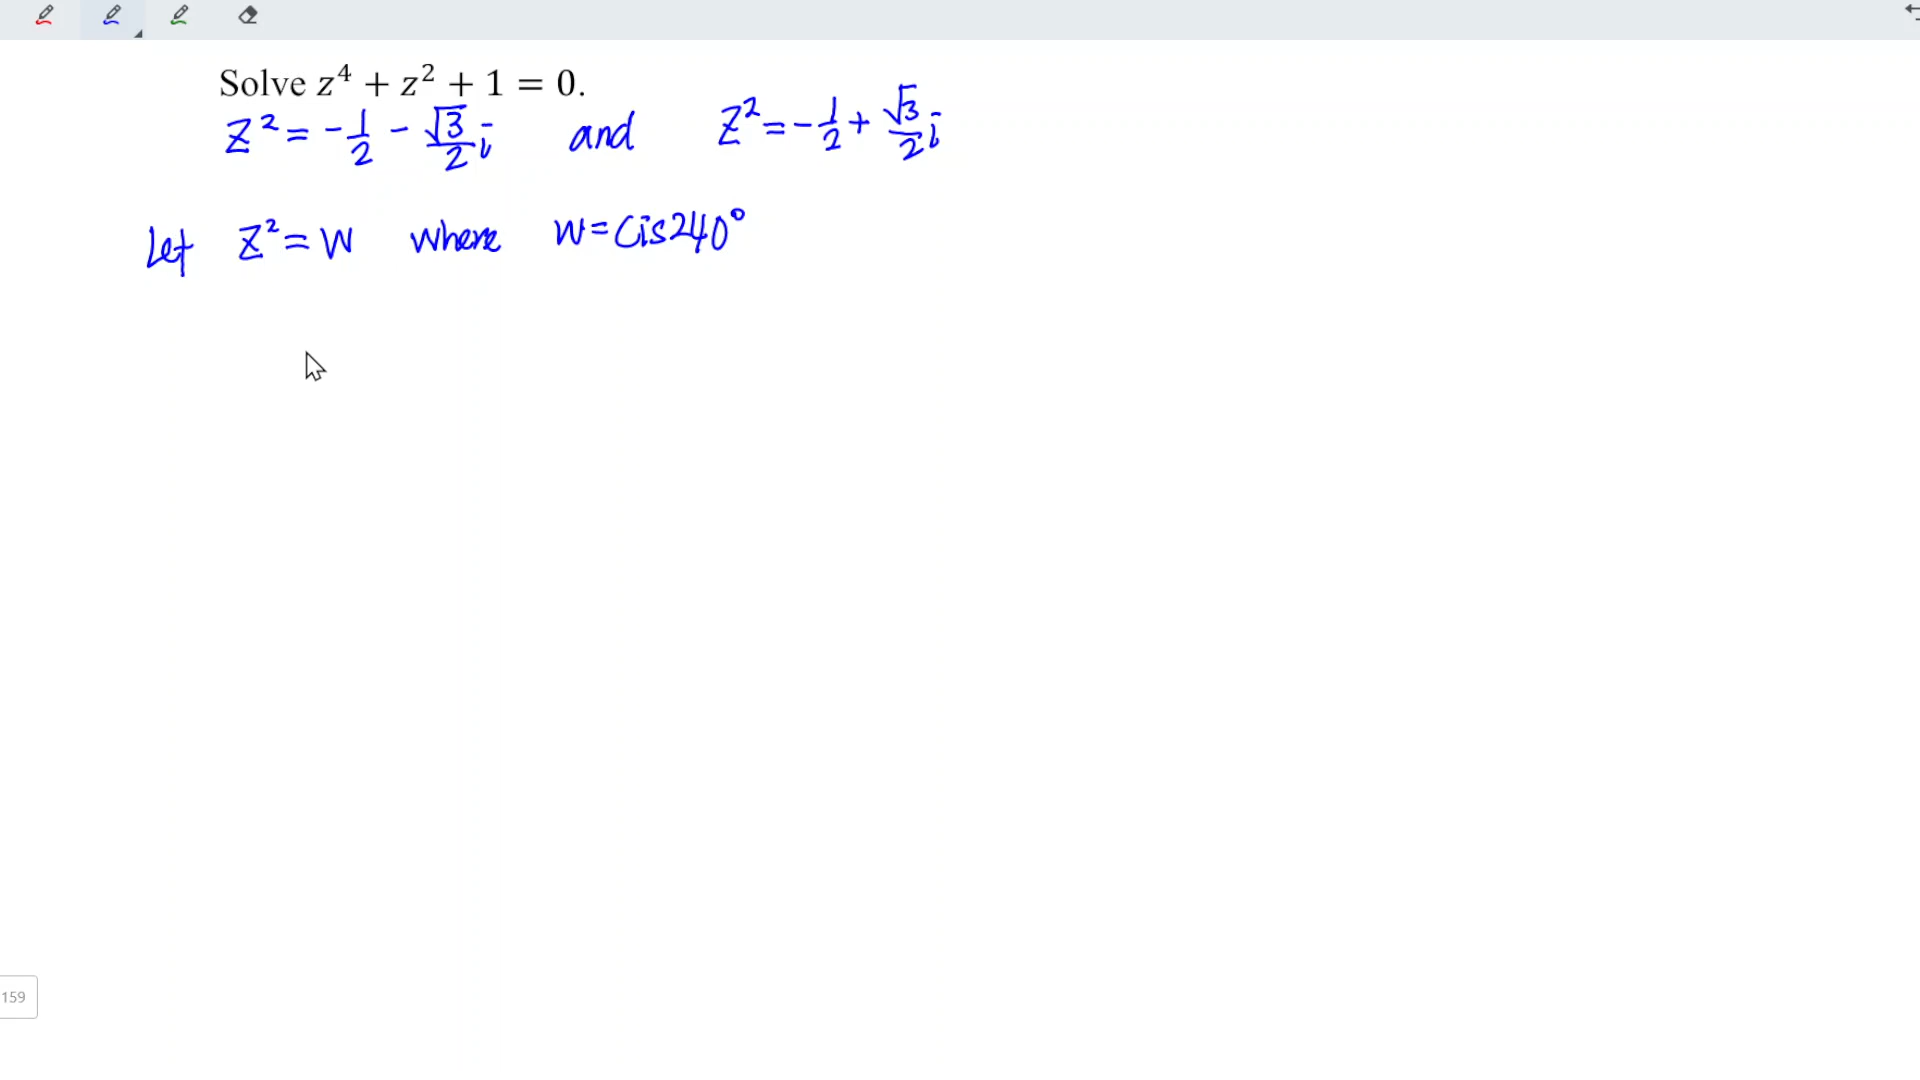 Solve z⁴ + z² + 1 = 0.
Z² = -1/2 - √3/2 i and Z² = -1/2 + √3/2 i
Let Z² = W where W = Cis240°
159